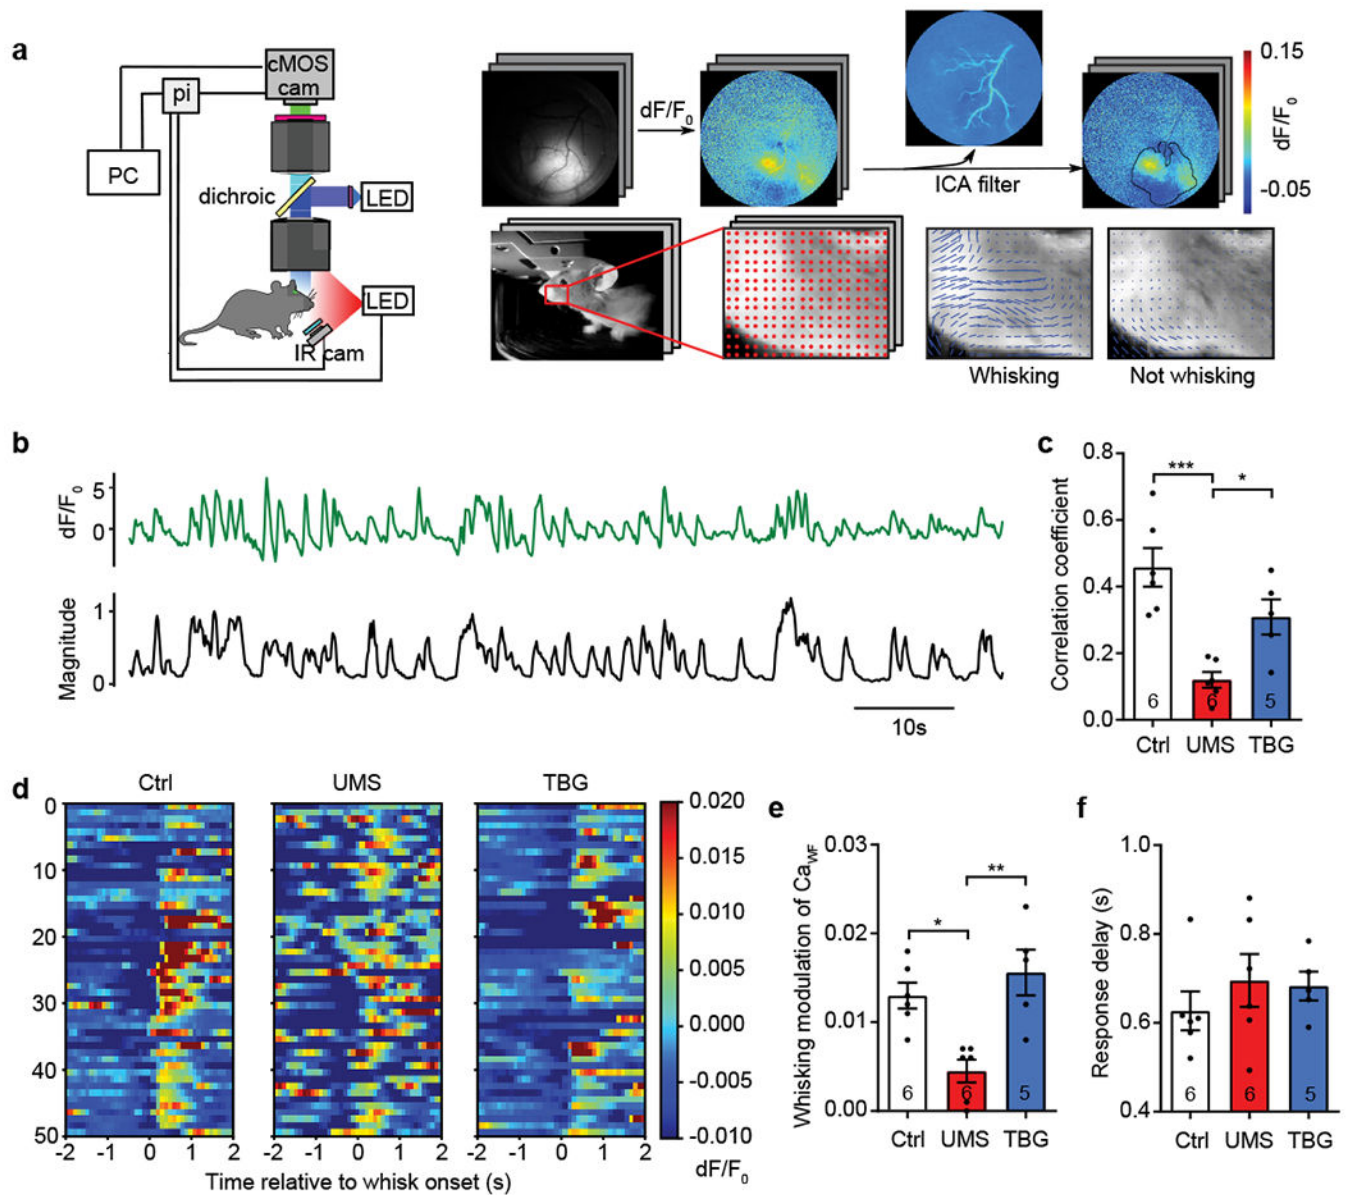 a
cMOS
cam
pi
PC
dichroic
LED
LED
IR cam
dF/F0
ICA filter
0.15
dF/F0
-0.05
Whisking
Not whisking
b
dF/F0
5
0
Magnitude
1
0
10s
c
Correlation coefficient
0.8
0.6
0.4
0.2
0.0
***
*
6
6
5
Ctrl
UMS
TBG
d
Ctrl
UMS
TBG
0
10
20
30
40
50
-2 -1 0 1 2
-2 -1 0 1 2
-2 -1 0 1 2
Time relative to whisk onset (s)
0.020
0.015
0.010
0.005
0.000
-0.005
-0.010
dF/F0
e
Whisking modulation of CaWF
0.03
0.02
0.01
0.00
*
**
6
6
5
Ctrl
UMS
TBG
f
Response delay (s)
1.0
0.8
0.6
0.4
6
6
5
Ctrl
UMS
TBG